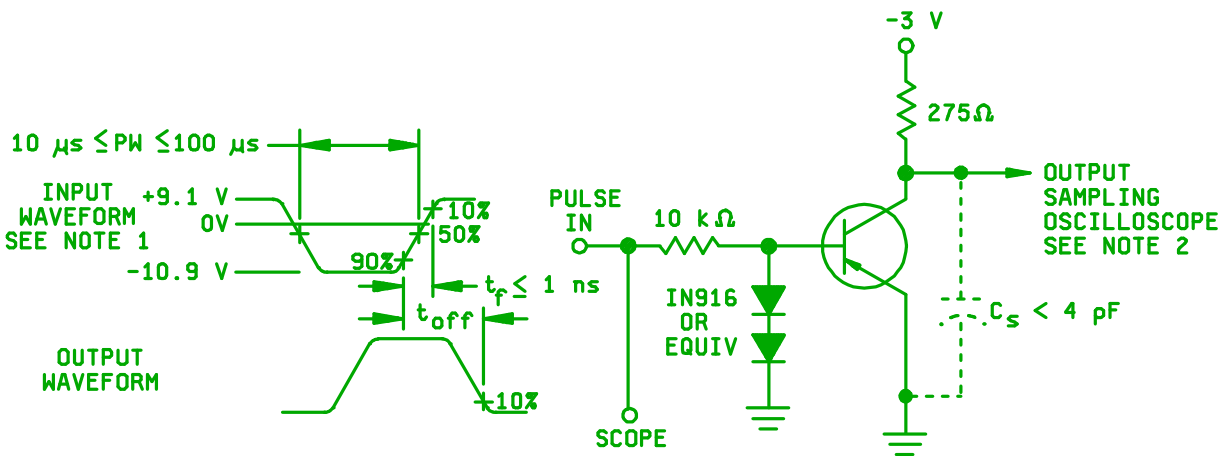 -3 V
275Ω
10 μs ≤PW ≤100 μs
INPUT
WAVEFORM
SEE NOTE 1
+9.1 V
0V
-10.9 V
10%
50%
90%
tf ≤ 1 ns
toff
OUTPUT
WAVEFORM
10%
PULSE
IN
10 kΩ
IN916
OR
EQUIV
SCOPE
OUTPUT
SAMPLING
OSCILLOSCOPE
SEE NOTE 2
Cs < 4 pF